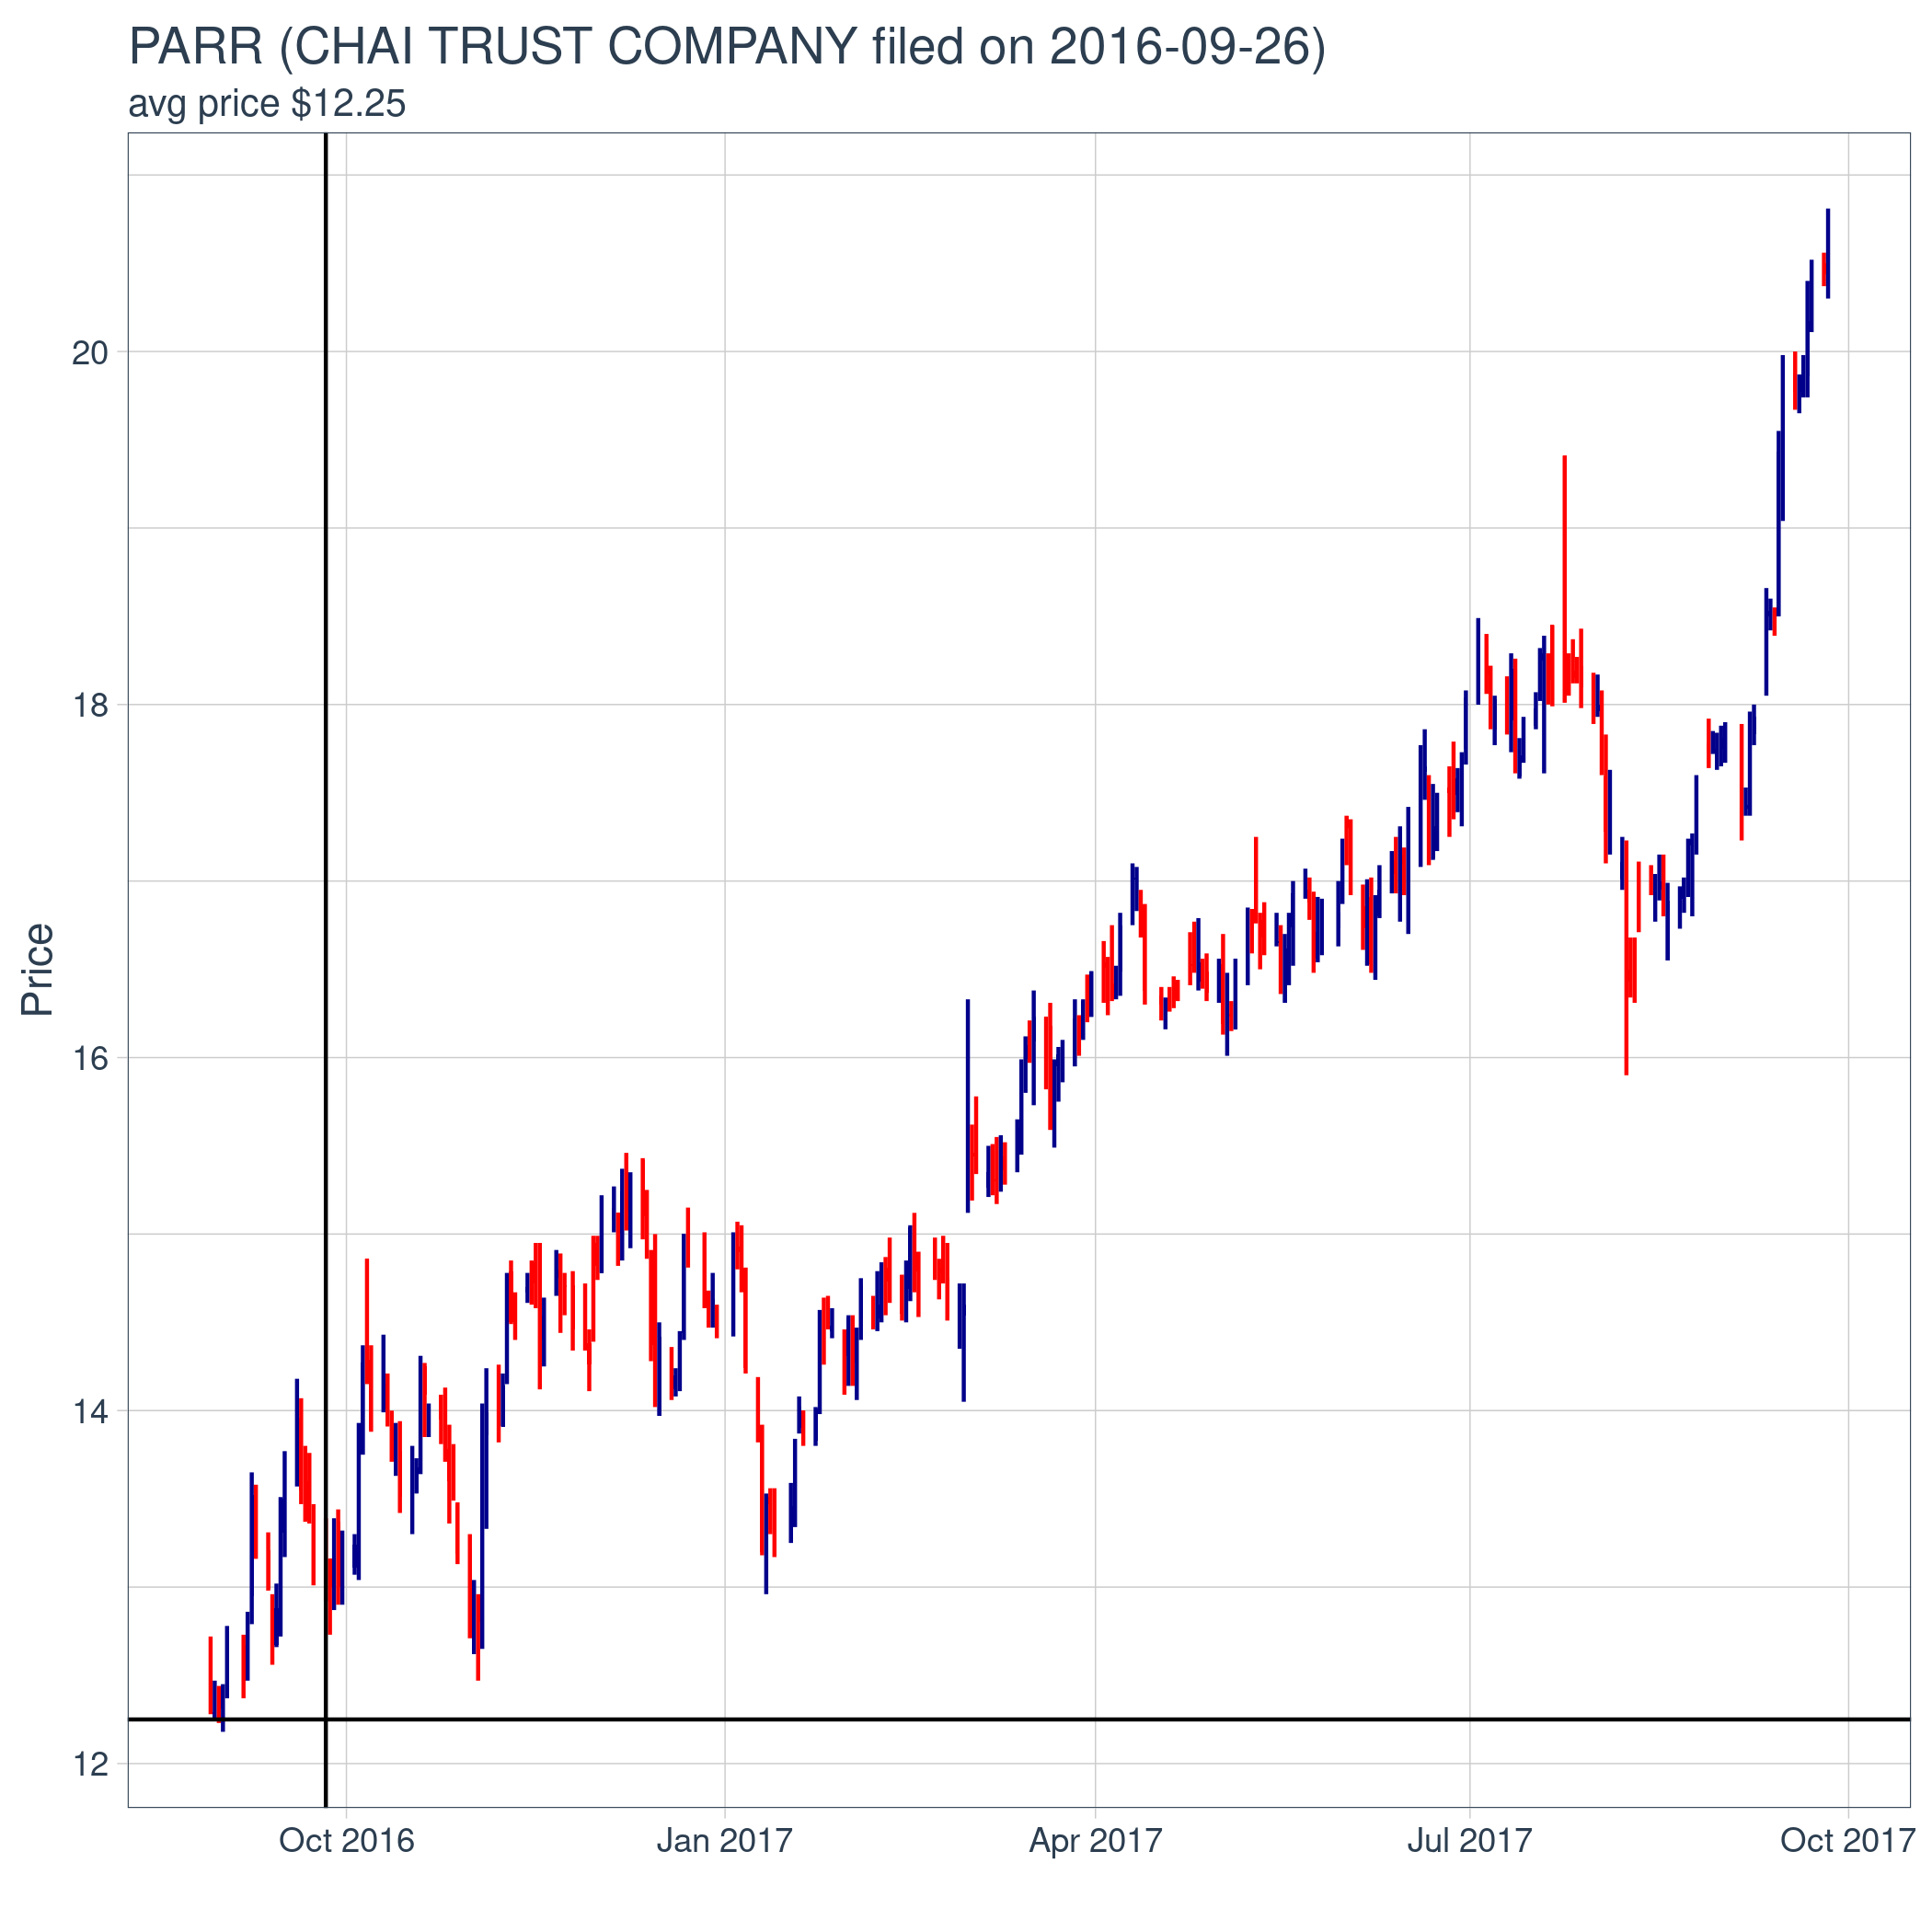 PARR (CHAI TRUST COMPANY filed on 2016-09-26)
avg price $12.25
Price
20
18
16
14
12
Oct 2016
Jan 2017
Apr 2017
Jul 2017
Oct 2017